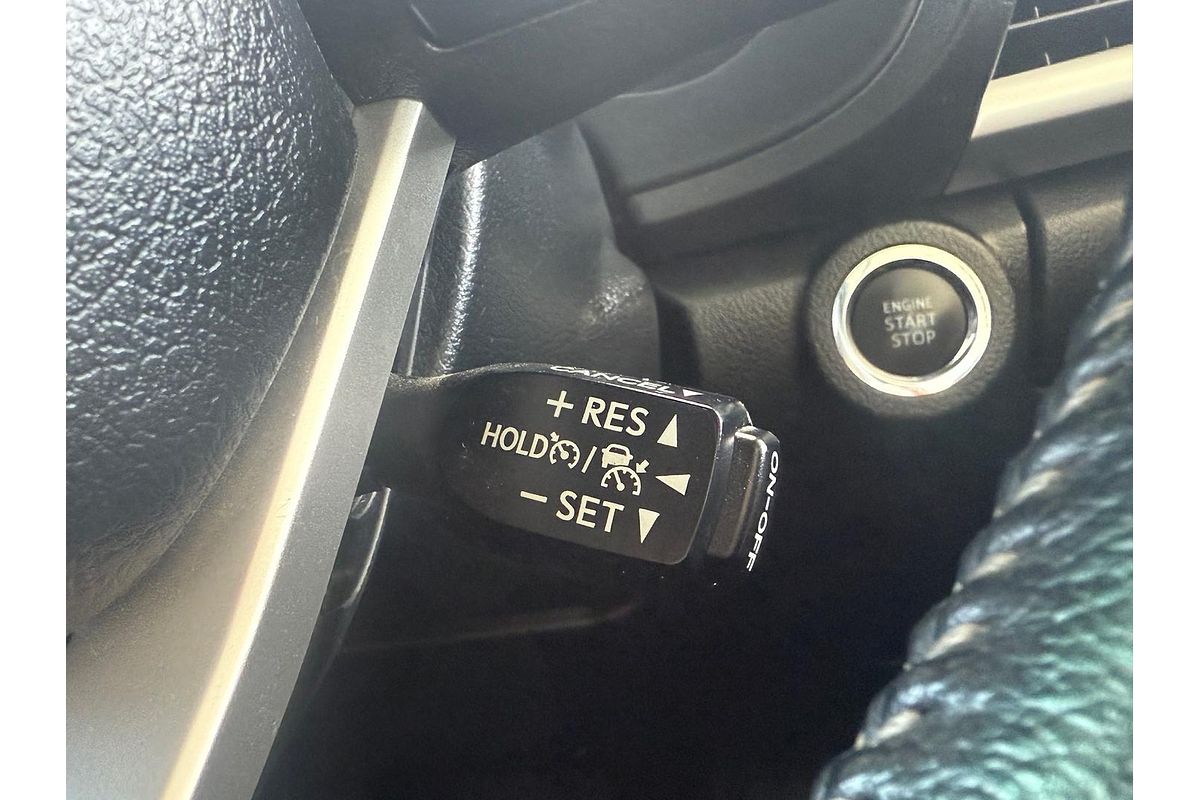 ENGINE
START
STOP
CANCEL▼
+ RES ▲
HOLD / ◀
− SET ▼
ON-OFF